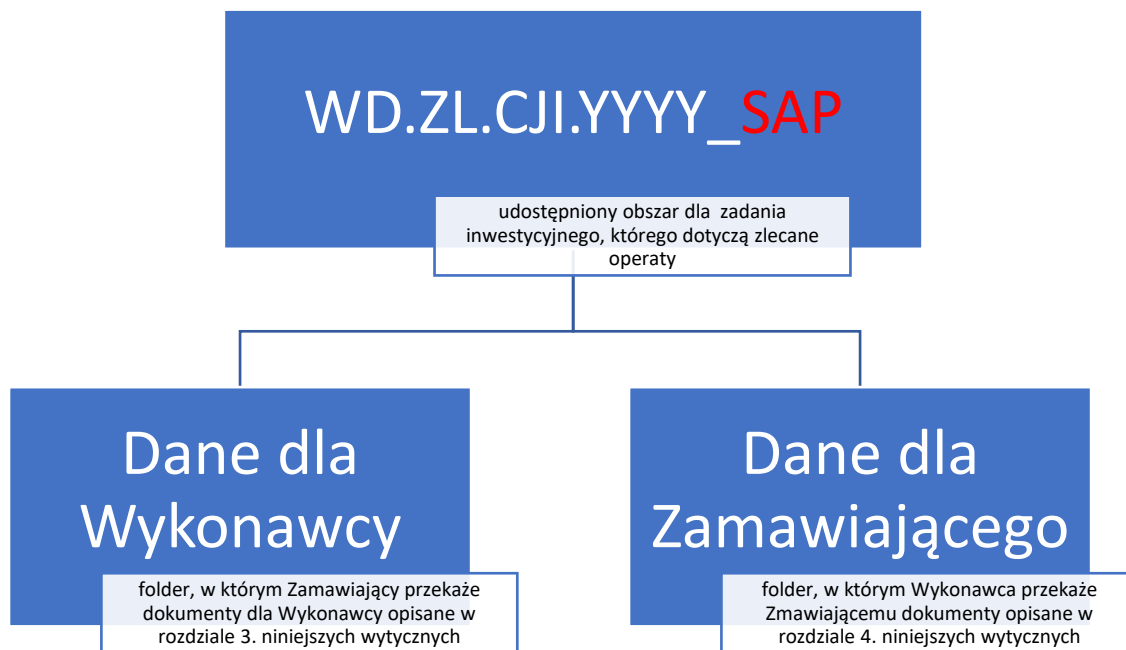 WD.ZL.CJI.YYYY_SAP
udostępniony obszar dla zadania
inwestycyjnego, którego dotyczą zlecane
operaty
Dane dla
Wykonawcy
folder, w którym Zamawiający przekaże
dokumenty dla Wykonawcy opisane w
rozdziale 3. niniejszych wytycznych
Dane dla
Zamawiającego
folder, w którym Wykonawca przekaże
Zmawiającemu dokumenty opisane w
rozdziale 4. niniejszych wytycznych